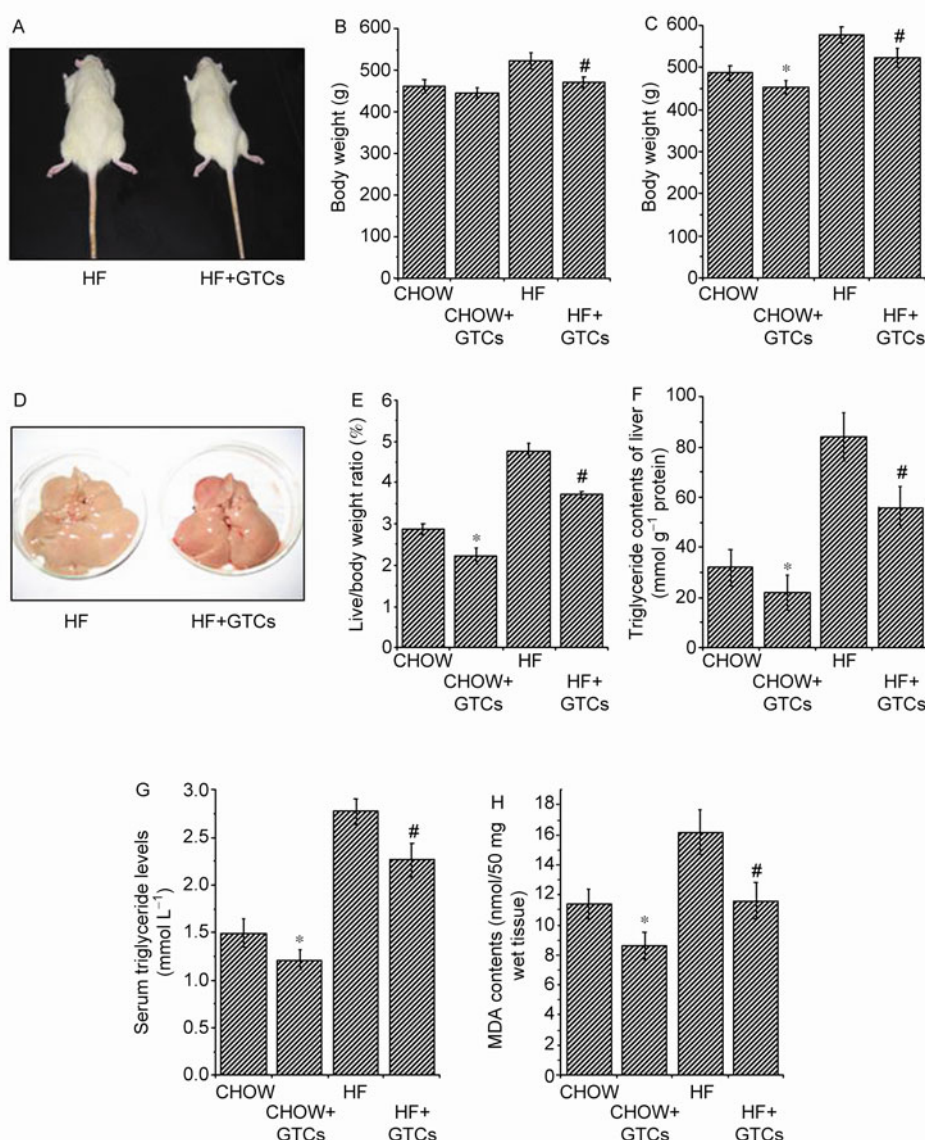 A
HF
HF+GTCs
B
Body weight (g)
600
500
400
300
200
100
0
CHOW
CHOW+
GTCs
HF
HF+
GTCs
#
C
Body weight (g)
600
500
400
300
200
100
0
CHOW
CHOW+
GTCs
HF
HF+
GTCs
*
#
D
HF
HF+GTCs
E
Live/body weight ratio (%)
6
5
4
3
2
1
0
CHOW
CHOW+
GTCs
HF
HF+
GTCs
*
#
F
Triglyceride contents of liver
(mmol g⁻¹ protein)
100
80
60
40
20
0
CHOW
CHOW+
GTCs
HF
HF+
GTCs
*
#
G
Serum triglyceride levels
(mmol L⁻¹)
3.0
2.5
2.0
1.5
1.0
0.5
0.0
CHOW
CHOW+
GTCs
HF
HF+
GTCs
*
#
H
MDA contents (nmol/50 mg
wet tissue)
18
16
14
12
10
8
6
4
2
0
CHOW
CHOW+
GTCs
HF
HF+
GTCs
*
#